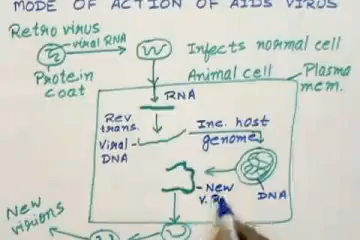 MODE OF ACTION OF AIDS VIRUS
Retro virus
viral RNA
Infects normal cell
Protein
coat
Animal cell
Plasma
mem.
RNA
Rev.
trans.
Inc. host
genome
Viral
DNA
New
DNA
New
virions